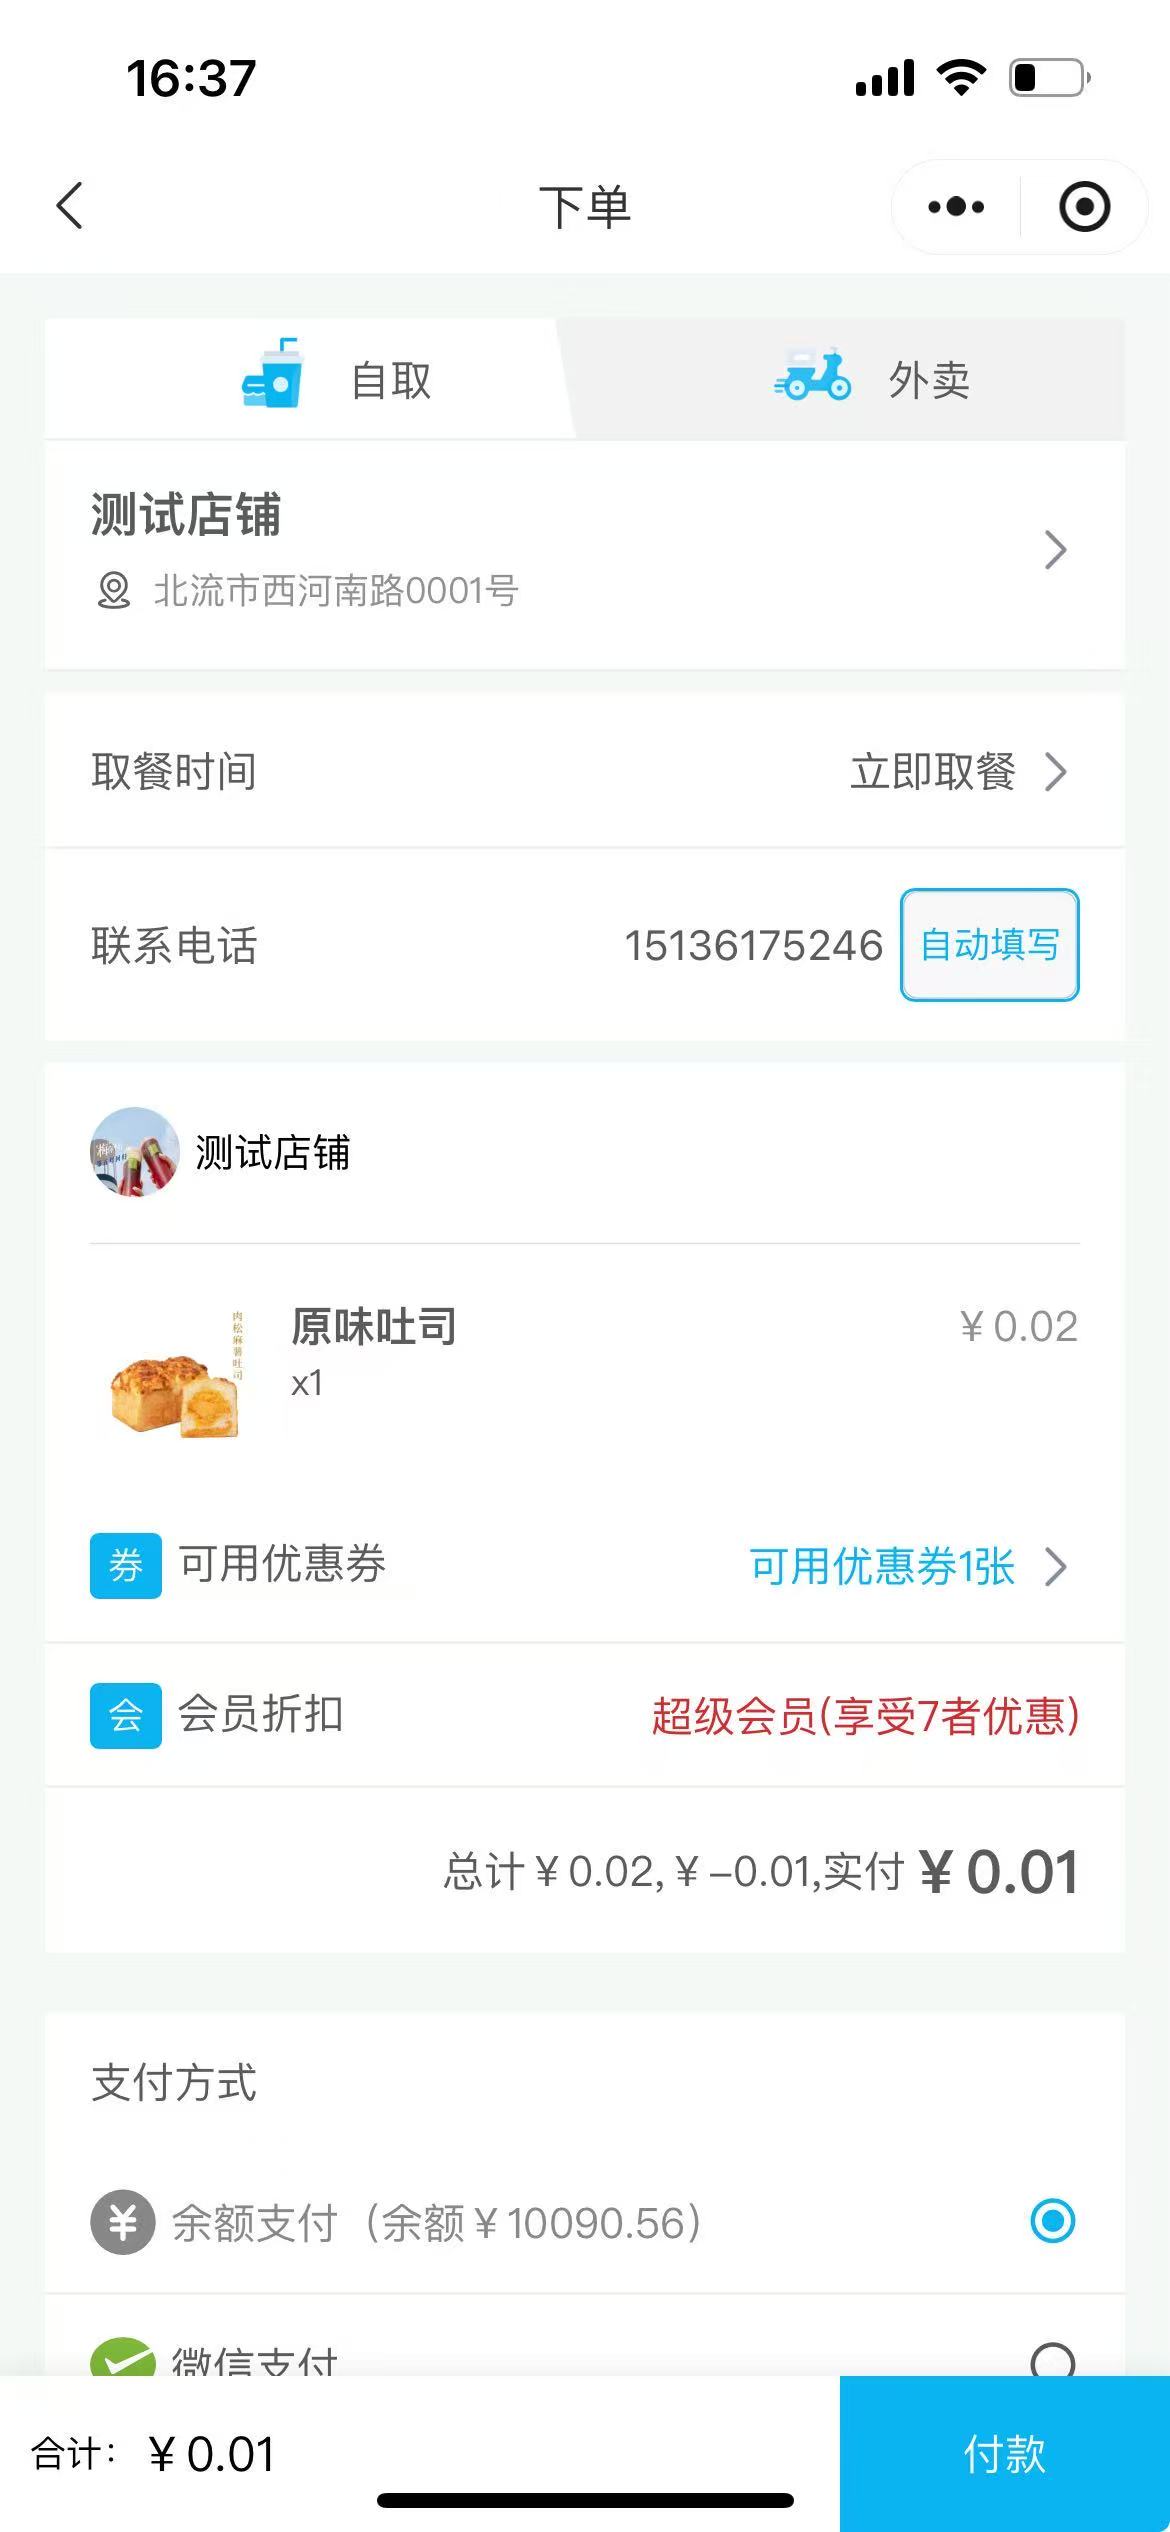 16:37
下单
自取
外卖
测试店铺
北流市西河南路0001号
取餐时间
立即取餐
联系电话
15136175246
自动填写
测试店铺
肉松麻薯吐司
原味吐司
¥ 0.02
x1
券 可用优惠券
可用优惠券1张
会 会员折扣
超级会员(享受7者优惠)
总计 ¥ 0.02, ¥ -0.01,实付 ¥ 0.01
支付方式
¥ 余额支付（余额 ¥ 10090.56）
微信支付
合计： ¥ 0.01
付款